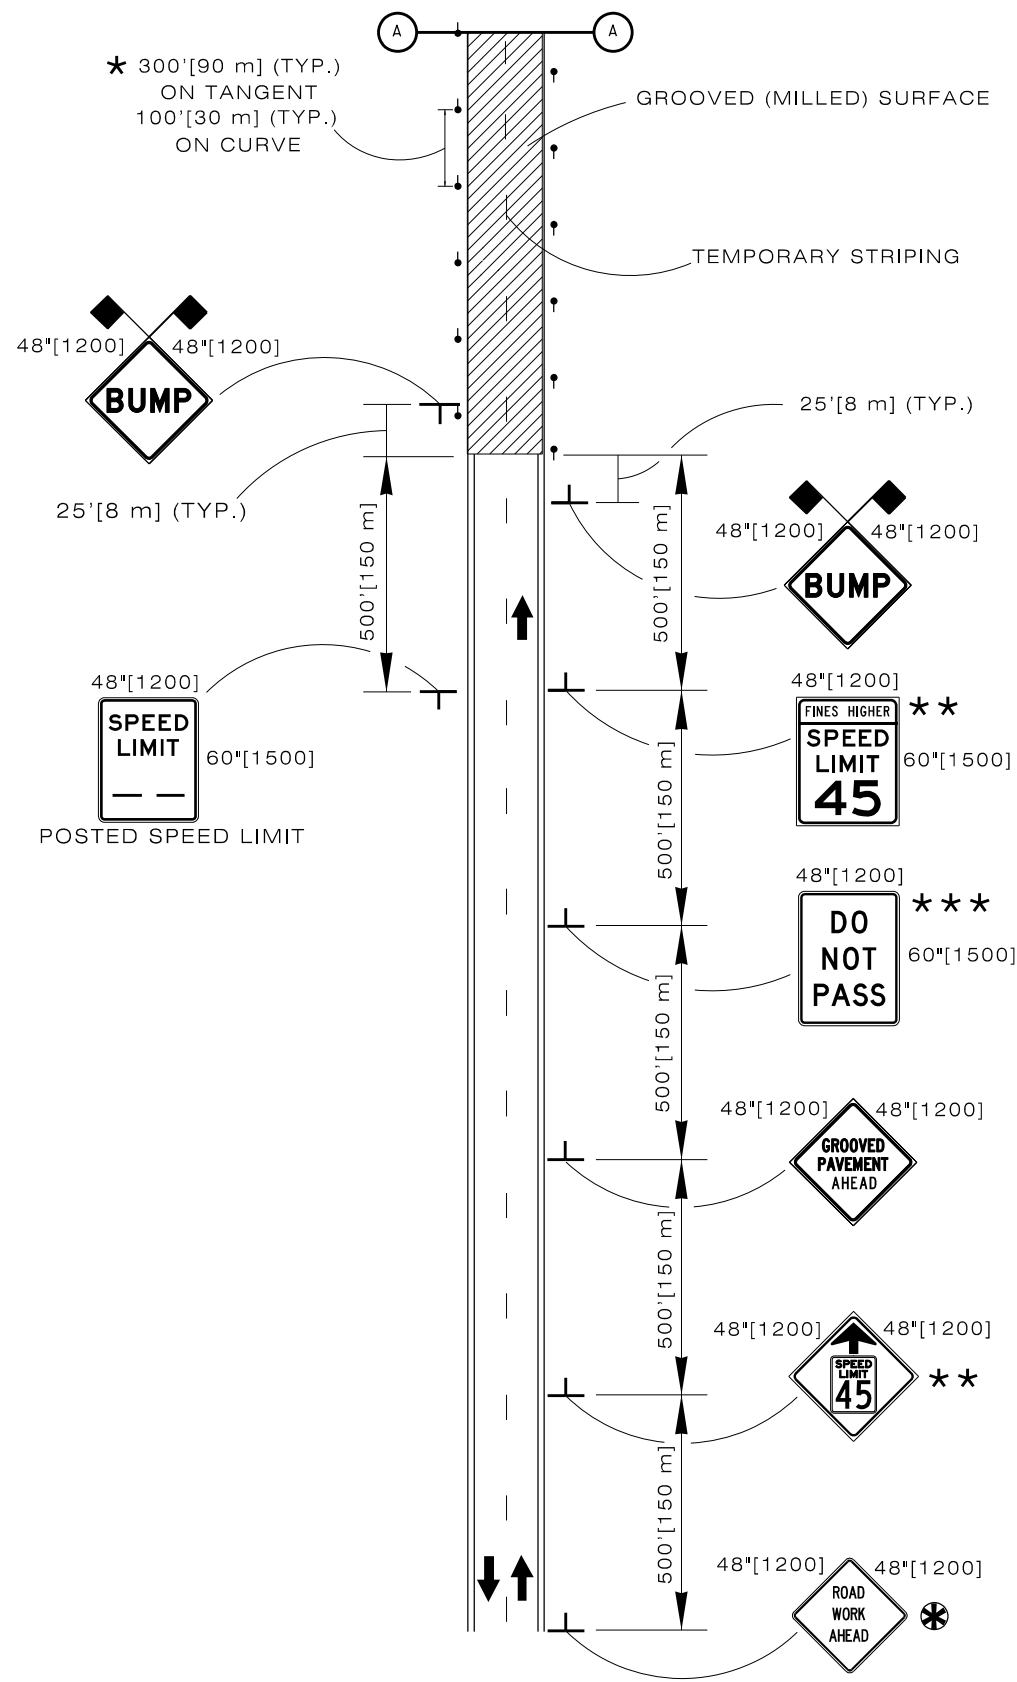 A
A
★ 300'[90 m] (TYP.)
ON TANGENT
100'[30 m] (TYP.)
ON CURVE
GROOVED (MILLED) SURFACE
TEMPORARY STRIPING
48"[1200] 48"[1200]
BUMP
25'[8 m] (TYP.)
25'[8 m] (TYP.)
500'[150 m]
500'[150 m]
48"[1200] 48"[1200]
BUMP
48"[1200]
SPEED
LIMIT
_ _
60"[1500]
POSTED SPEED LIMIT
48"[1200]
FINES HIGHER
SPEED
LIMIT
45
★★
60"[1500]
500'[150 m]
48"[1200]
DO
NOT
PASS
★★★
60"[1500]
500'[150 m]
48"[1200] 48"[1200]
GROOVED
PAVEMENT
AHEAD
500'[150 m]
48"[1200] 48"[1200]
SPEED
LIMIT
45
★★
500'[150 m]
48"[1200] 48"[1200]
ROAD
WORK
AHEAD
✱